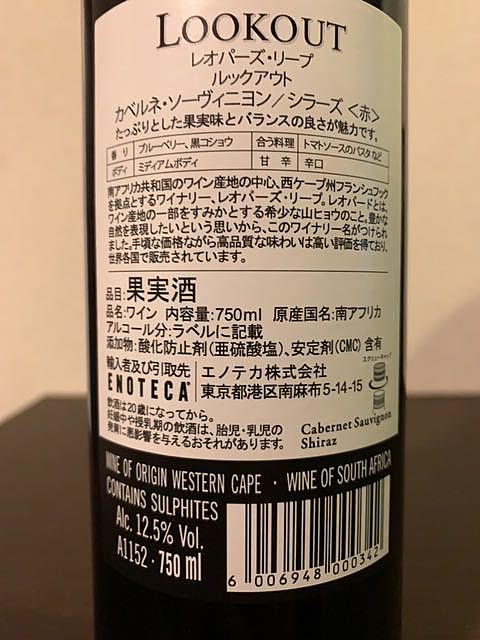 LOOKOUT
レオパーズ・リープ
ルックアウト
カベルネ・ソーヴィニヨン／シラーズ〈赤〉
たっぷりとした果実味とバランスの良さが魅力です。
香り ブルーベリー、黒コショウ 合う料理 トマトソースのパスタなど
ボディ ミディアムボディ 甘辛 辛口
南アフリカ共和国のワイン産地の中心、西ケープ州フランシュフック
を拠点とするワイナリー、レオパーズ・リープ。レオパードとは、
ワイン産地の一部をすみかとする希少な山ヒョウのこと。豊かな
自然を表現したいという思いから、このワイナリー名がつけられ
ました。手頃な価格ながら高品質な味わいは高い評価を得ており、
世界各国で販売されています。
品目:果実酒
品名:ワイン 内容量:750ml 原産国名:南アフリカ
アルコール分:ラベルに記載
添加物:酸化防止剤(亜硫酸塩)、安定剤(CMC)含有
スクリューキャップ
輸入者及び引取先 エノテカ株式会社
ENOTECA 東京都港区南麻布5-14-15
飲酒は20歳になってから。
妊娠中や授乳期の飲酒は、胎児・乳児の
発育に悪影響を与えるおそれがあります。
Cabernet Sauvignon
Shiraz
WINE OF ORIGIN WESTERN CAPE · WINE OF SOUTH AFRICA
CONTAINS SULPHITES
Alc. 12.5% Vol.
A1152 · 750 ml
6 006948 000342